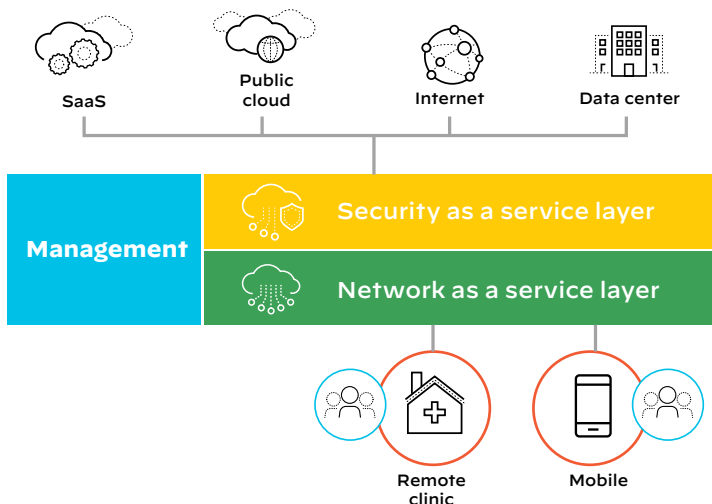 SaaS
Public
cloud
Internet
Data center
Management
Security as a service layer
Network as a service layer
Remote
clinic
Mobile